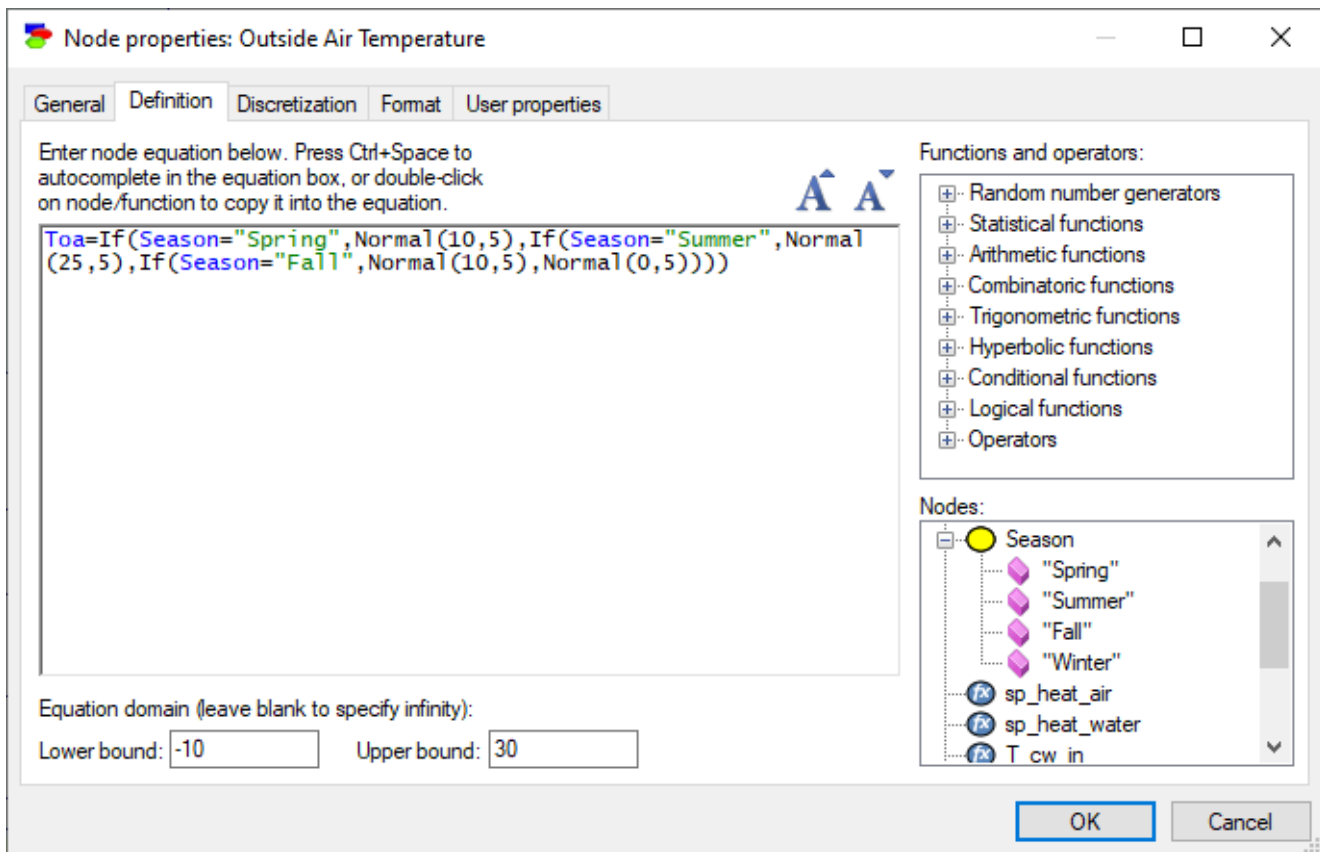 Node properties: Outside Air Temperature
General Definition Discretization Format User properties
Enter node equation below. Press Ctrl+Space to
autocomplete in the equation box, or double-click
on node/function to copy it into the equation.
A A
Toa=If(Season="Spring",Normal(10,5),If(Season="Summer",Normal
(25,5),If(Season="Fall",Normal(10,5),Normal(0,5))))
Equation domain (leave blank to specify infinity):
Lower bound: -10 Upper bound: 30
Functions and operators:
Random number generators
Statistical functions
Arithmetic functions
Combinatoric functions
Trigonometric functions
Hyperbolic functions
Conditional functions
Logical functions
Operators
Nodes:
Season
"Spring"
"Summer"
"Fall"
"Winter"
fx sp_heat_air
fx sp_heat_water
fx T_cw_in
OK Cancel